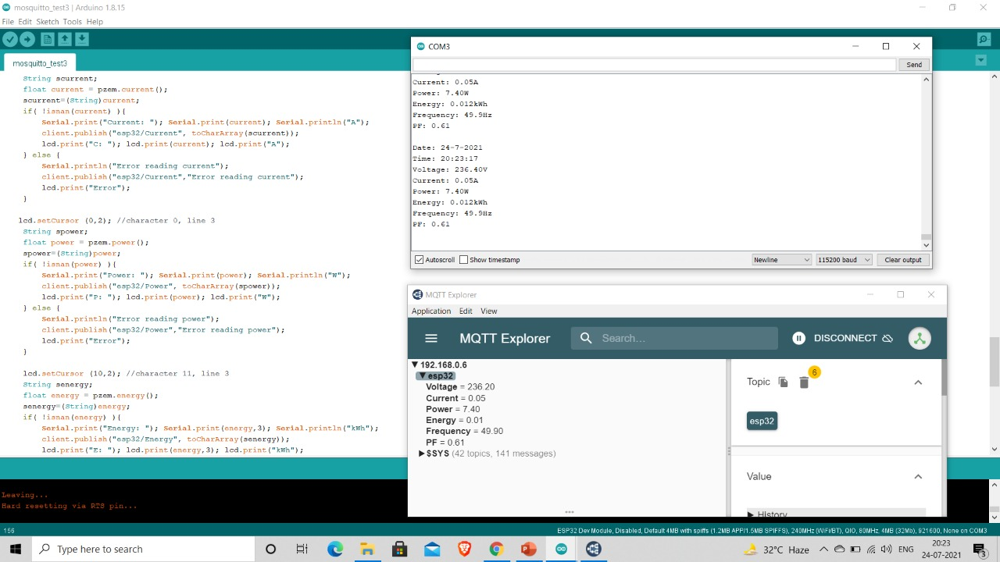 mosquitto_test3 | Arduino 1.8.15
File Edit Sketch Tools Help
mosquitto_test3
String scurrent;
float current = pzem.current();
scurrent=(String)current;
if( !isnan(current) ){
Serial.print("Current: "); Serial.print(current); Serial.println("A");
client.publish("esp32/Current", toCharArray(scurrent));
lcd.print("C: "); lcd.print(current); lcd.print("A");
} else {
Serial.println("Error reading current");
client.publish("esp32/Current","Error reading current");
lcd.print("Error");
}
lcd.setCursor (0,2); //character 0, line 3
String spower;
float power = pzem.power();
spower=(String)power;
if( !isnan(power) ){
Serial.print("Power: "); Serial.print(power); Serial.println("W");
client.publish("esp32/Power", toCharArray(spower));
lcd.print("P: "); lcd.print(power); lcd.print("W");
} else {
Serial.println("Error reading power");
client.publish("esp32/Power","Error reading power");
lcd.print("Error");
}
lcd.setCursor (10,2); //character 11, line 3
String senergy;
float energy = pzem.energy();
senergy=(String)energy;
if( !isnan(energy) ){
Serial.print("Energy: "); Serial.print(energy,3); Serial.println("kWh");
client.publish("esp32/Energy", toCharArray(senergy));
lcd.print("E: "); lcd.print(energy,3); lcd.print("kWh");
COM3
Send
Current: 0.05A
Power: 7.40W
Energy: 0.012kWh
Frequency: 49.9Hz
PF: 0.61
Date: 24-7-2021
Time: 20:23:17
Voltage: 236.40V
Current: 0.05A
Power: 7.40W
Energy: 0.012kWh
Frequency: 49.9Hz
PF: 0.61
Autoscroll Show timestamp Newline 115200 baud Clear output
MQTT Explorer
Application Edit View
MQTT Explorer Search... DISCONNECT
192.168.0.6
esp32
Voltage = 236.20
Current = 0.05
Power = 7.40
Energy = 0.01
Frequency = 49.90
PF = 0.61
$SYS (42 topics, 141 messages)
Topic 6
esp32
Value
History
Leaving...
Hard resetting via RTS pin...
156 ESP32 Dev Module, Disabled, Default 4MB with spiffs (1.2MB APP/1.5MB SPIFFS), 240MHz (WiFi/BT), QIO, 80MHz, 4MB (32Mb), 921600, None on COM3
Type here to search
32°C Haze ENG
20:23
24-07-2021
3